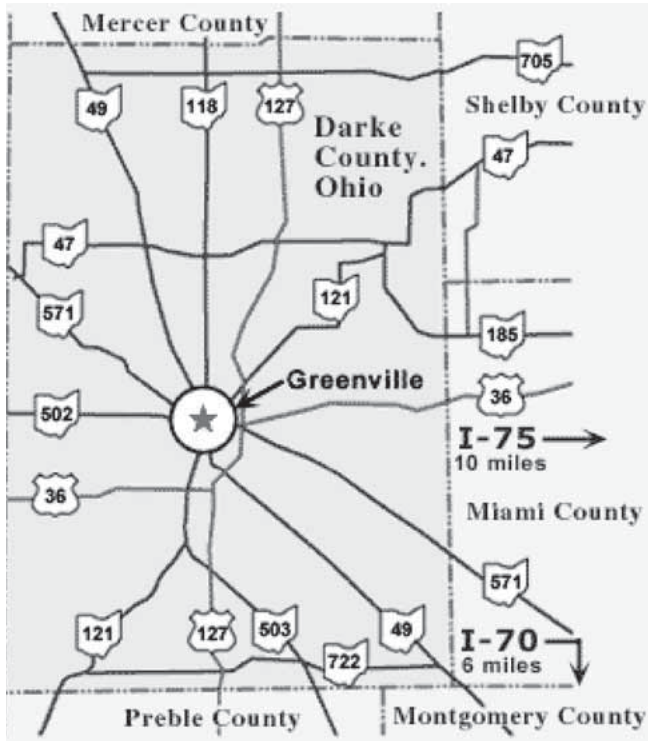 Mercer County
705
49
118
127
Shelby County
Darke
County.
Ohio
47
47
121
571
185
Greenville
36
502
I-75
10 miles
36
Miami County
571
121
127
503
49
I-70
6 miles
722
Preble County
Montgomery County